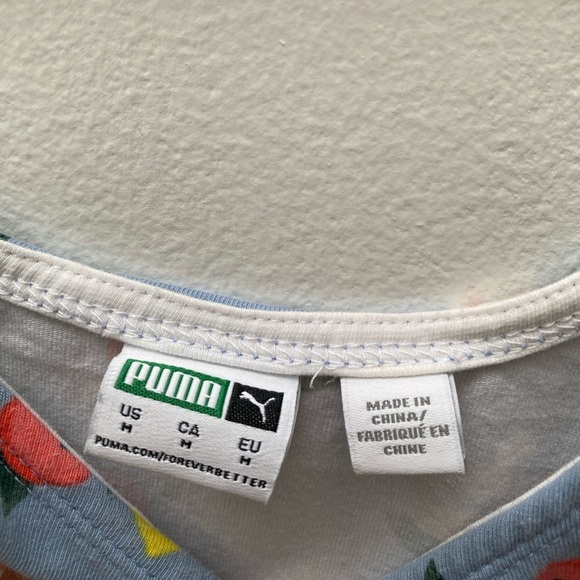 PUMA
US CA EU
M M M
PUMA.COM/FOREVERBETTER
MADE IN
CHINA/
FABRIQUÉ EN
CHINE